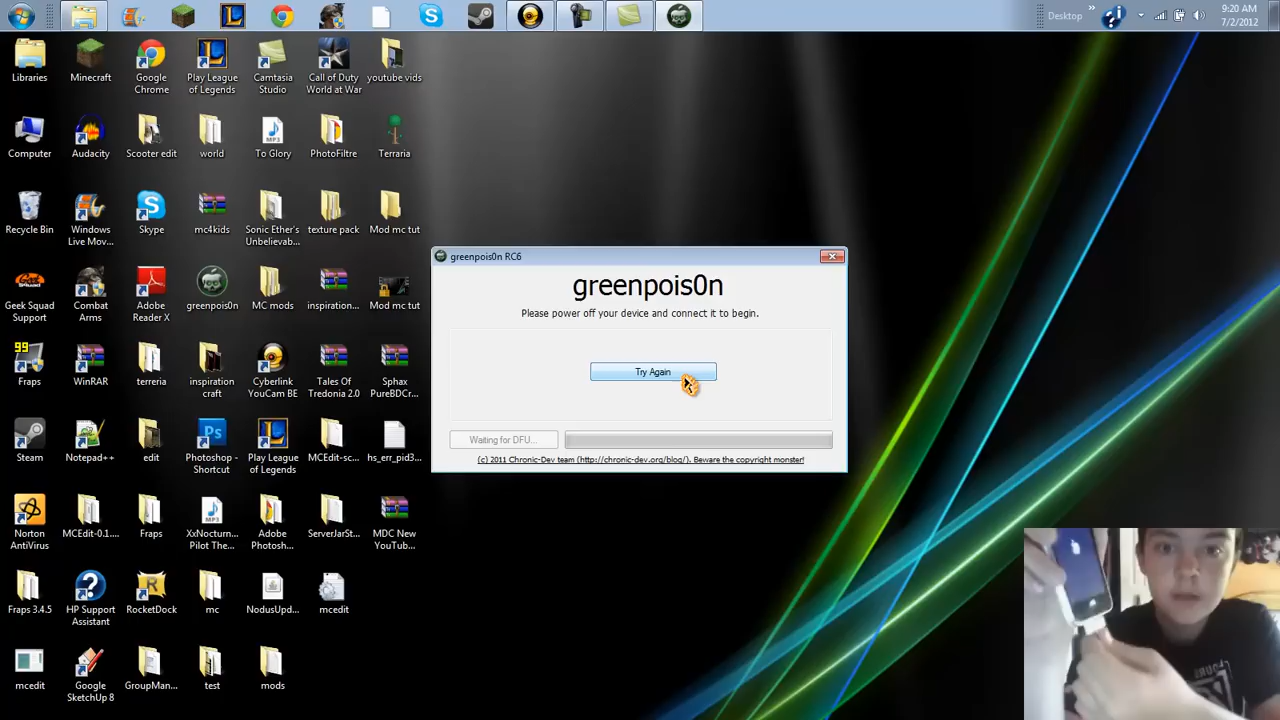 Desktop
»
9:20 AM
7/2/2012
Libraries
Minecraft
Google Chrome
Play League of Legends
Camtasia Studio
Call of Duty World at War
youtube vids
Computer
Audacity
Scooter edit
world
To Glory
PhotoFiltre
Terraria
Recycle Bin
Windows Live Mov...
Skype
mc4kids
Sonic Ether's Unbelievab...
texture pack
Mod mc tut
Geek Squad Support
Combat Arms
Adobe Reader X
greenpois0n
MC mods
inspiration...
Mod mc tut
99
Fraps
WinRAR
terreria
inspiration craft
Cyberlink YouCam BE
Tales Of Tredonia 2.0
Sphax PureBDCr...
Steam
Notepad++
edit
Photoshop - Shortcut
Play League of Legends
MCEdit-sc...
hs_err_pid3...
Norton AntiVirus
MCEdit-0.1....
Fraps
XxNocturn... Pilot The...
Adobe Photosh...
ServerJarSt...
MDC New YouTub...
Fraps 3.4.5
HP Support Assistant
RocketDock
mc
NodusUpd...
mcedit
mcedit
Google SketchUp 8
GroupMan...
test
mods
greenpois0n RC6
greenpois0n
Please power off your device and connect it to begin.
Try Again
Waiting for DFU...
(c) 2011 Chronic-Dev team (http://chronic-dev.org/blog/). Beware the copyright monster!